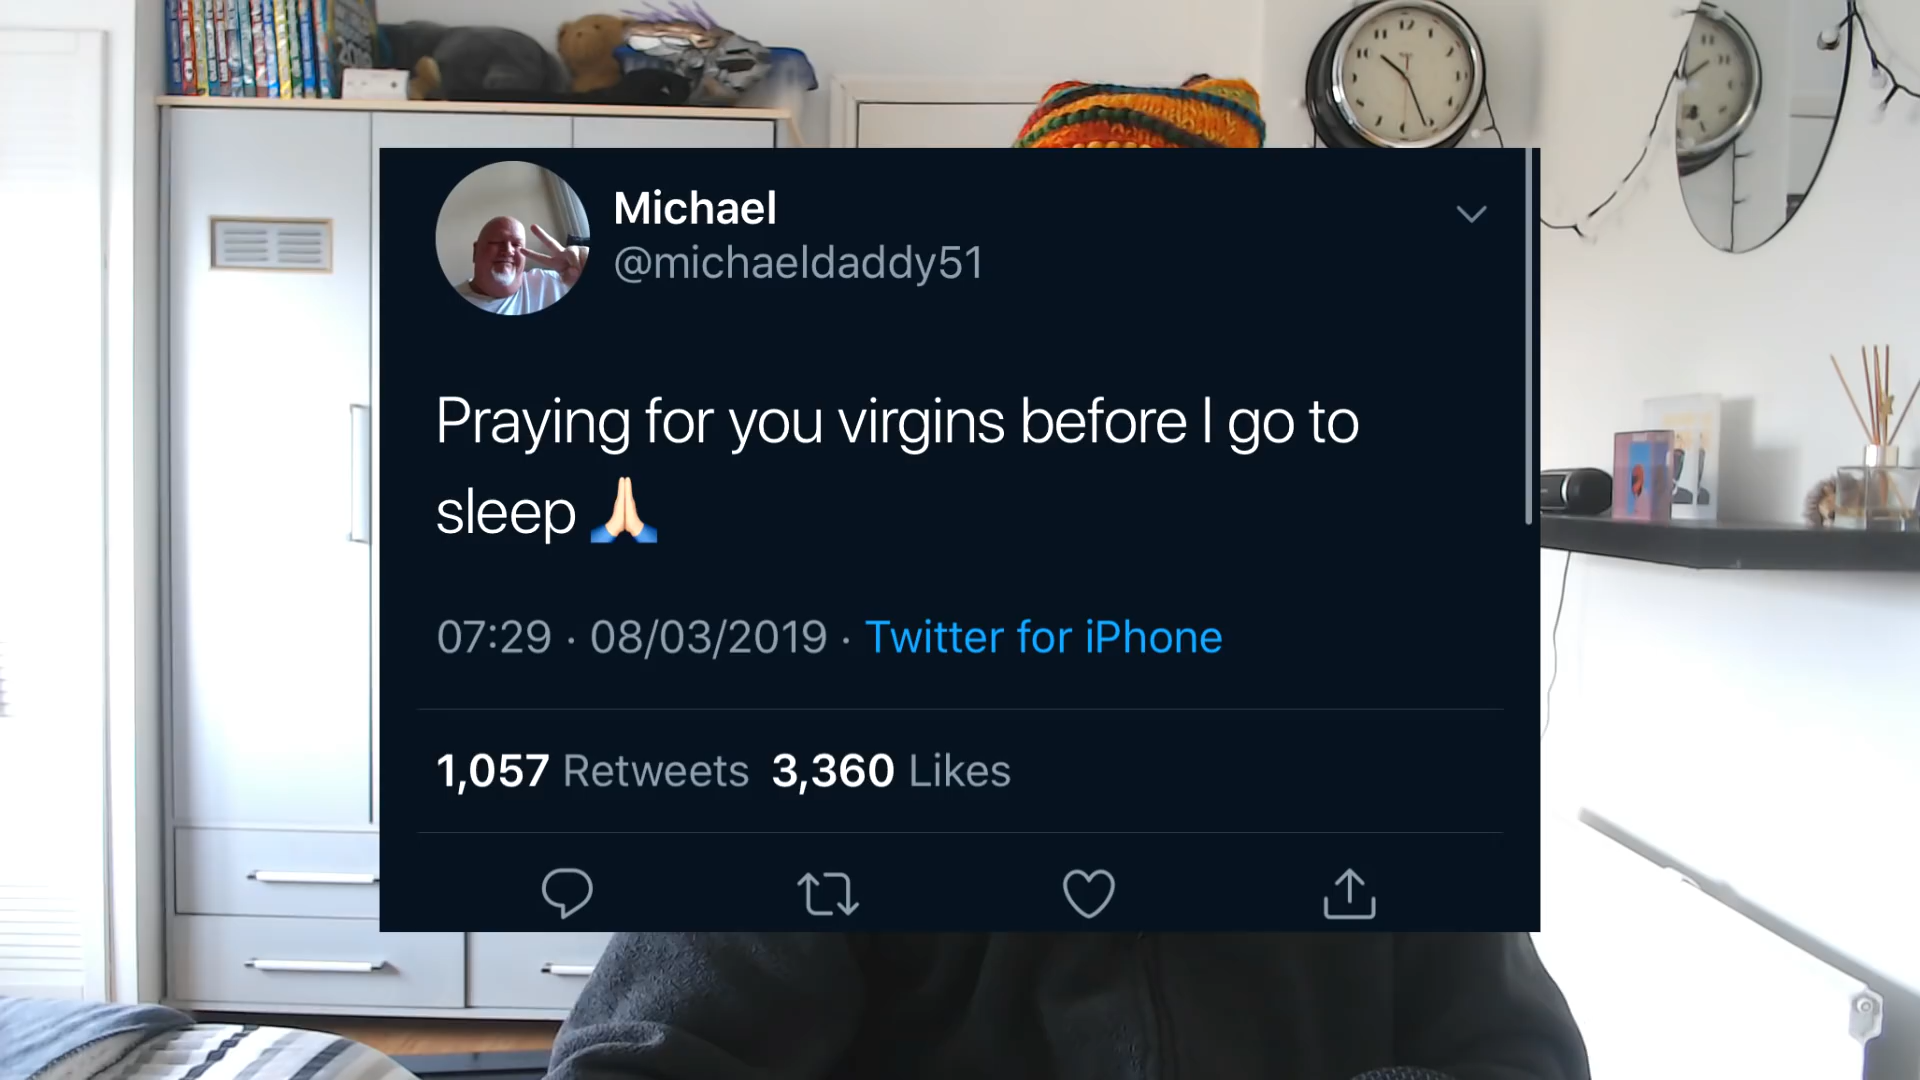 Michael
@michaeldaddy51
Praying for you virgins before I go to
sleep 🙏🏻
07:29 · 08/03/2019 · Twitter for iPhone
1,057 Retweets 3,360 Likes